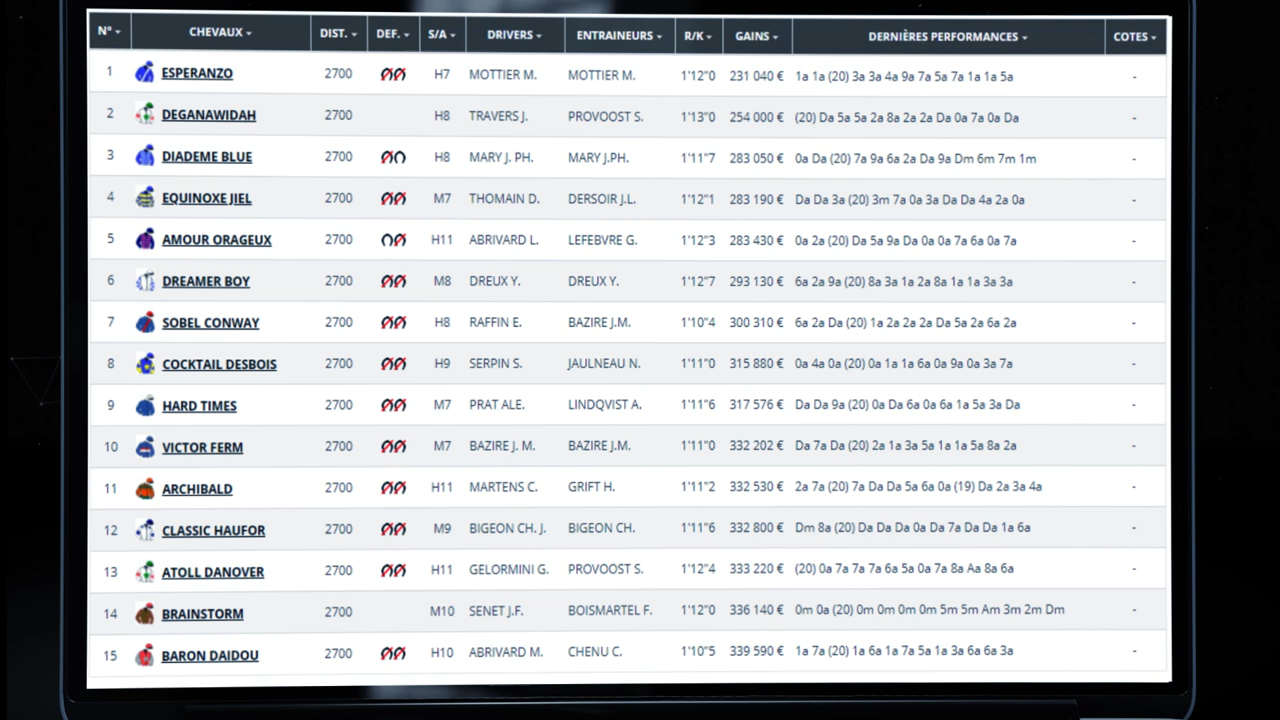 N° CHEVAUX DIST. DEF. S/A DRIVERS ENTRAINEURS R/K GAINS DERNIÈRES PERFORMANCES COTES
1 ESPERANZO 2700 H7 MOTTIER M. MOTTIER M. 1'12"0 231 040 € 1a 1a (20) 3a 3a 4a 9a 7a 5a 7a 1a 1a 5a -
2 DEGANAWIDAH 2700 H8 TRAVERS J. PROVOOST S. 1'13"0 254 000 € (20) Da 5a 5a 2a 8a 2a 2a Da 0a 7a 0a Da -
3 DIADEME BLUE 2700 H8 MARY J. PH. MARY J.PH. 1'11"7 283 050 € 0a Da (20) 7a 9a 6a 2a Da 9a Dm 6m 7m 1m -
4 EQUINOXE JIEL 2700 M7 THOMAIN D. DERSOIR J.L. 1'12"1 283 190 € Da Da 3a (20) 3m 7a 0a 3a Da Da 4a 2a 0a -
5 AMOUR ORAGEUX 2700 H11 ABRIVARD L. LEFEBVRE G. 1'12"3 283 430 € 0a 2a (20) Da 5a 9a Da 0a 0a 7a 6a 0a 7a -
6 DREAMER BOY 2700 M8 DREUX Y. DREUX Y. 1'12"7 293 130 € 6a 2a 9a (20) 8a 3a 1a 2a 8a 1a 1a 3a 3a -
7 SOBEL CONWAY 2700 H8 RAFFIN E. BAZIRE J.M. 1'10"4 300 310 € 6a 2a Da (20) 1a 2a 2a 2a Da 5a 2a 6a 2a -
8 COCKTAIL DESBOIS 2700 H9 SERPIN S. JAULNEAU N. 1'11"0 315 880 € 0a 4a 0a (20) 0a 1a 1a 6a 0a 9a 0a 3a 7a -
9 HARD TIMES 2700 M7 PRAT ALE. LINDQVIST A. 1'11"6 317 576 € Da Da 9a (20) 0a Da 6a 0a 6a 1a 5a 3a Da -
10 VICTOR FERM 2700 M7 BAZIRE J. M. BAZIRE J.M. 1'11"0 332 202 € Da 7a Da (20) 2a 1a 3a 5a 1a 1a 5a 8a 2a -
11 ARCHIBALD 2700 H11 MARTENS C. GRIFT H. 1'11"2 332 530 € 2a 7a (20) 7a Da Da 5a 6a 0a (19) Da 2a 3a 4a -
12 CLASSIC HAUFOR 2700 M9 BIGEON CH. J. BIGEON CH. 1'11"6 332 800 € Dm 8a (20) Da Da Da 0a Da 7a Da Da 1a 6a -
13 ATOLL DANOVER 2700 H11 GELORMINI G. PROVOOST S. 1'12"4 333 220 € (20) 0a 7a 7a 7a 6a 5a 0a 7a 8a Aa 8a 6a -
14 BRAINSTORM 2700 M10 SENET J.F. BOISMARTEL F. 1'12"0 336 140 € 0m 0a (20) 0m 0m 0m 0m 5m 5m Am 3m 2m Dm -
15 BARON DAIDOU 2700 H10 ABRIVARD M. CHENU C. 1'10"5 339 590 € 1a 7a (20) 1a 6a 1a 7a 5a 1a 3a 6a 6a 3a -